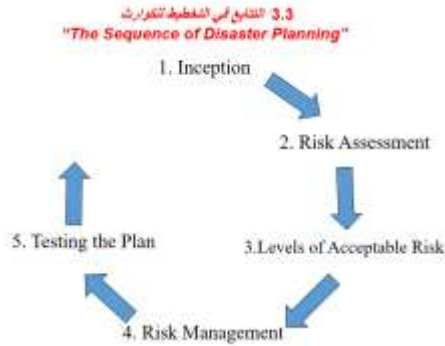 3.3 التتابع في التخطيط للكوارث
"The Sequence of Disaster Planning"
1. Inception
2. Risk Assessment
3.Levels of Acceptable Risk
4. Risk Management
5. Testing the Plan